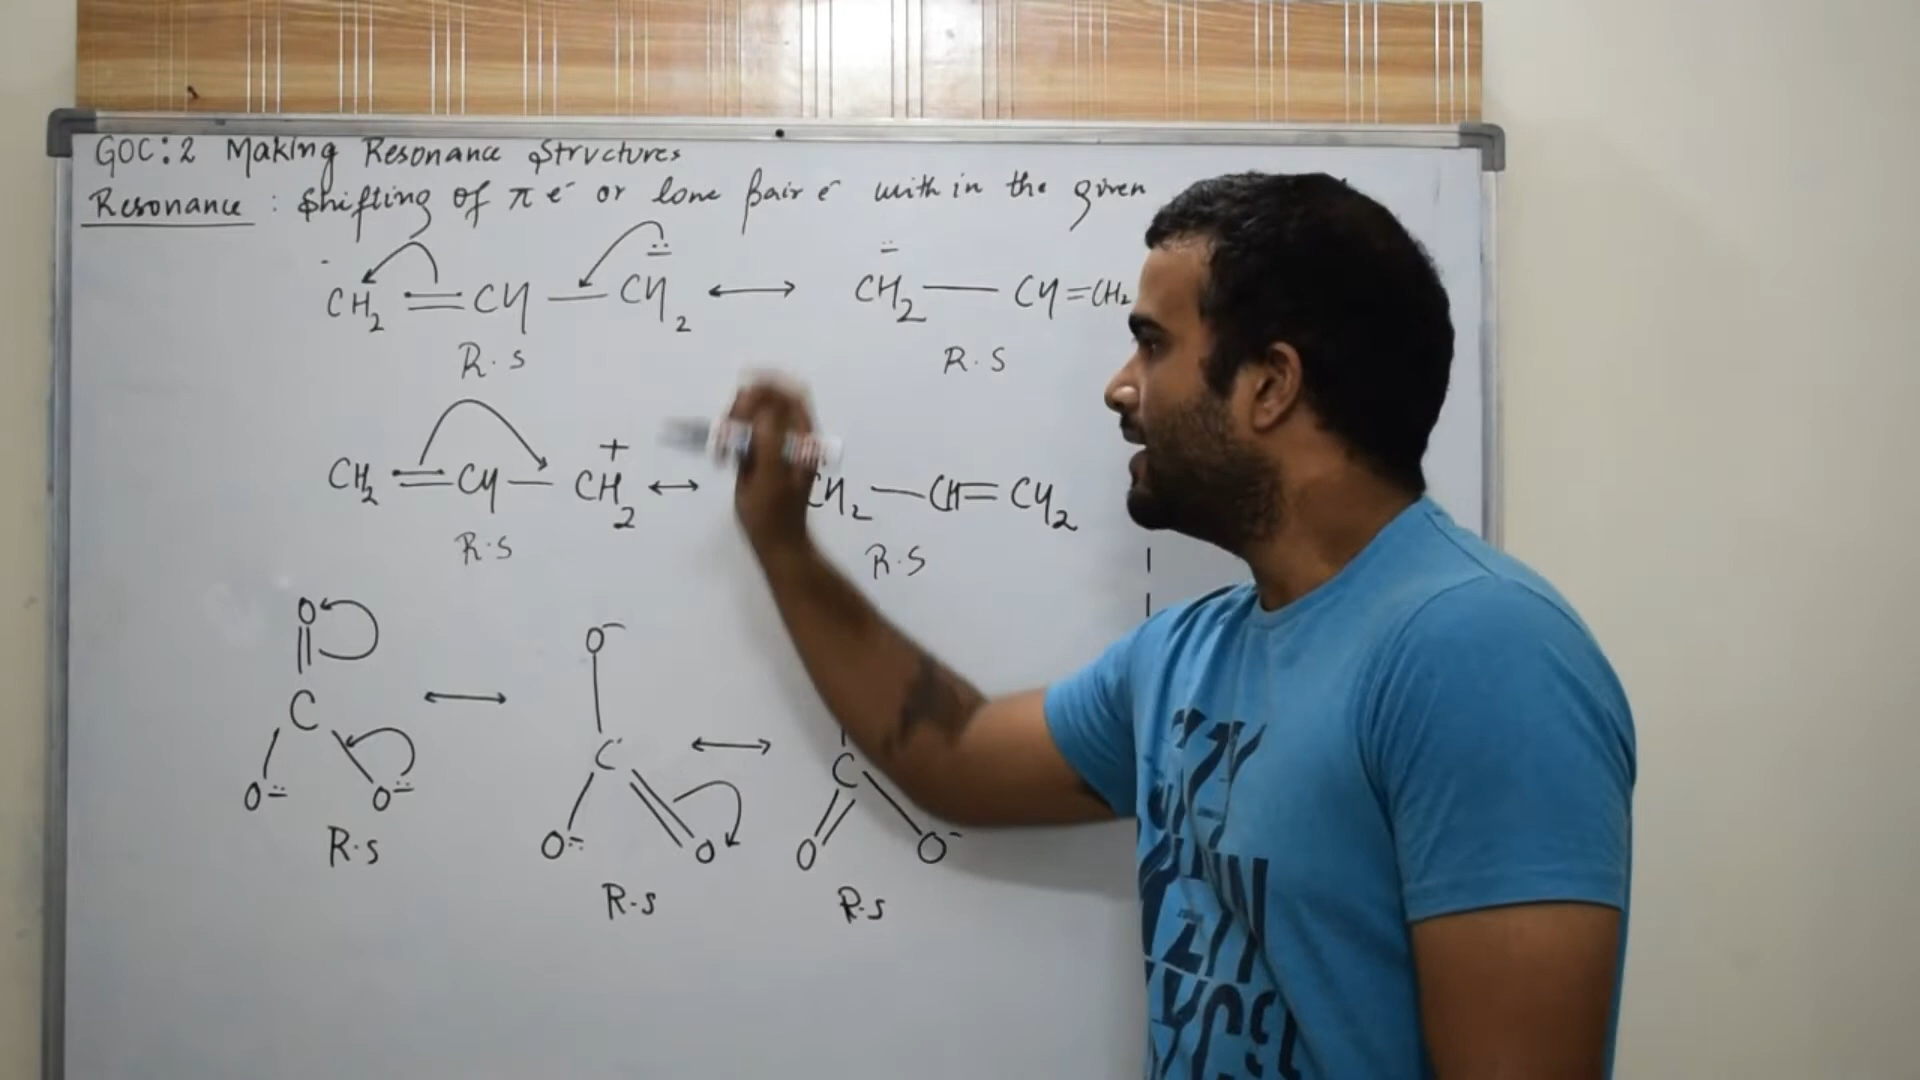 GOC:2 Making Resonance Structures
Resonance : Shifting of π e⁻ or lone pair e⁻ with in the given
CH₂=CH—CH₂ ↔ CH₂—CH=CH₂
R.S R.S
CH₂=CH—CH₂ + ↔ CH₂—CH=CH₂
R.S R.S
O O⁻
C ↔ C ↔ C
O⁻ O⁻ O⁻ O O O⁻
R.S R.S R.S